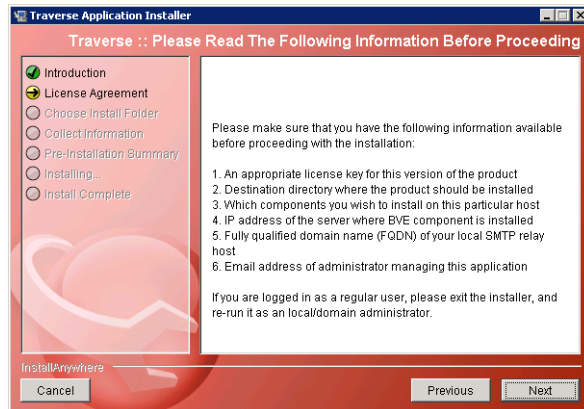 Traverse Application Installer
Traverse :: Please Read The Following Information Before Proceeding
Introduction
License Agreement
Choose Install Folder
Collect Information
Pre-Installation Summary
Installing...
Install Complete
Please make sure that you have the following information available
before proceeding with the installation:
1. An appropriate license key for this version of the product
2. Destination directory where the product should be installed
3. Which components you wish to install on this particular host
4. IP address of the server where BVE component is installed
5. Fully qualified domain name (FQDN) of your local SMTP relay
host
6. Email address of administrator managing this application
If you are logged in as a regular user, please exit the installer, and
re-run it as an local/domain administrator.
InstallAnywhere
Cancel
Previous
Next